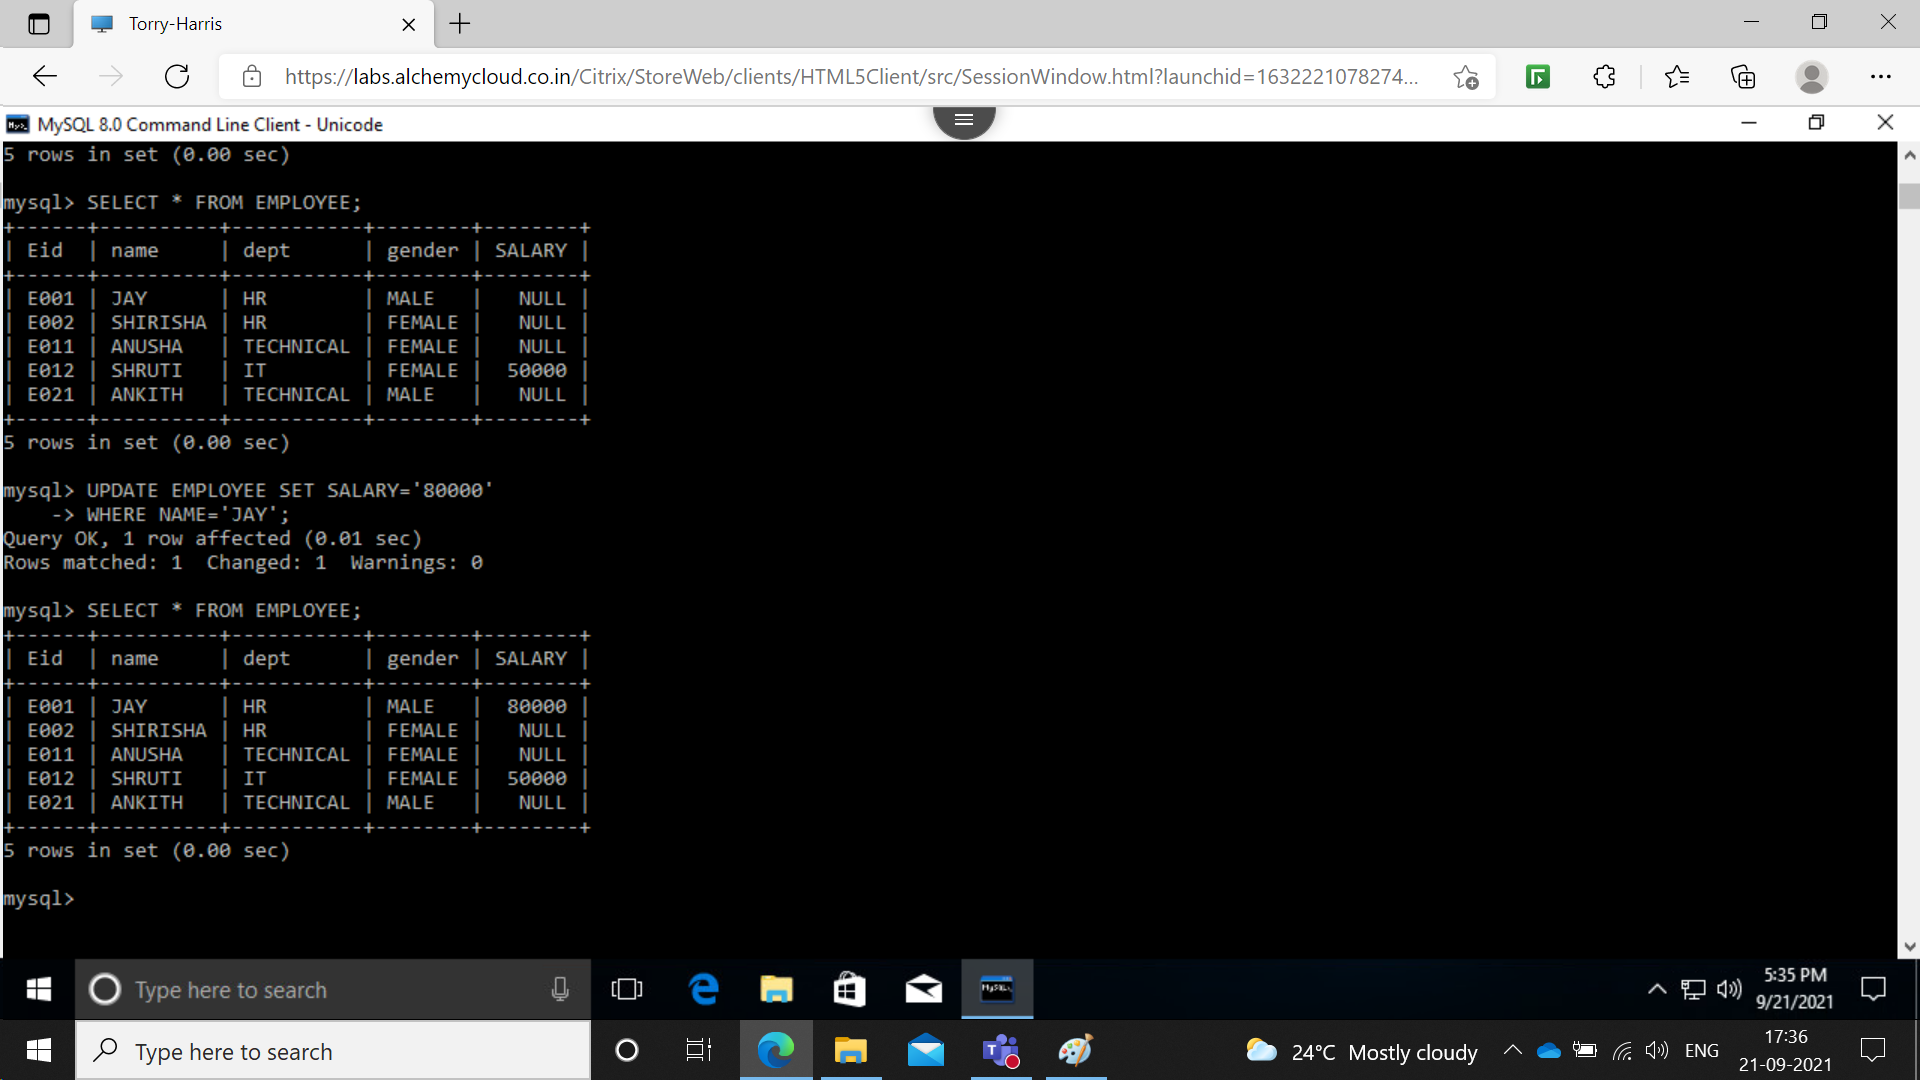 Torry-Harris
https://labs.alchemycloud.co.in/Citrix/StoreWeb/clients/HTML5Client/src/SessionWindow.html?launchid=1632221078274...
MySQL 8.0 Command Line Client - Unicode
5 rows in set (0.00 sec)
mysql> SELECT * FROM EMPLOYEE;
+------+----------+-----------+--------+--------+
| Eid  | name     | dept      | gender | SALARY |
+------+----------+-----------+--------+--------+
| E001 | JAY      | HR        | MALE   |   NULL |
| E002 | SHIRISHA | HR        | FEMALE |   NULL |
| E011 | ANUSHA   | TECHNICAL | FEMALE |   NULL |
| E012 | SHRUTI   | IT        | FEMALE |  50000 |
| E021 | ANKITH   | TECHNICAL | MALE   |   NULL |
+------+----------+-----------+--------+--------+
5 rows in set (0.00 sec)
mysql> UPDATE EMPLOYEE SET SALARY='80000'
    -> WHERE NAME='JAY';
Query OK, 1 row affected (0.01 sec)
Rows matched: 1  Changed: 1  Warnings: 0
mysql> SELECT * FROM EMPLOYEE;
+------+----------+-----------+--------+--------+
| Eid  | name     | dept      | gender | SALARY |
+------+----------+-----------+--------+--------+
| E001 | JAY      | HR        | MALE   |  80000 |
| E002 | SHIRISHA | HR        | FEMALE |   NULL |
| E011 | ANUSHA   | TECHNICAL | FEMALE |   NULL |
| E012 | SHRUTI   | IT        | FEMALE |  50000 |
| E021 | ANKITH   | TECHNICAL | MALE   |   NULL |
+------+----------+-----------+--------+--------+
5 rows in set (0.00 sec)
mysql>
Type here to search
5:35 PM
9/21/2021
Type here to search
24°C Mostly cloudy
ENG
17:36
21-09-2021